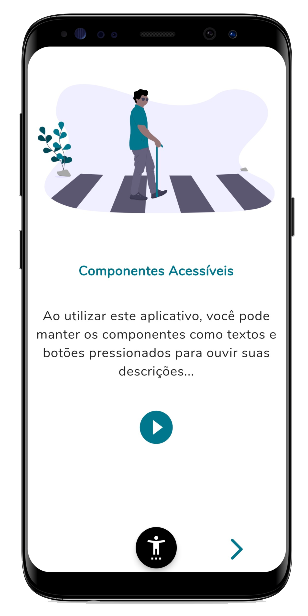 Componentes Acessíveis
Ao utilizar este aplicativo, você pode
manter os componentes como textos e
botões pressionados para ouvir suas
descrições...